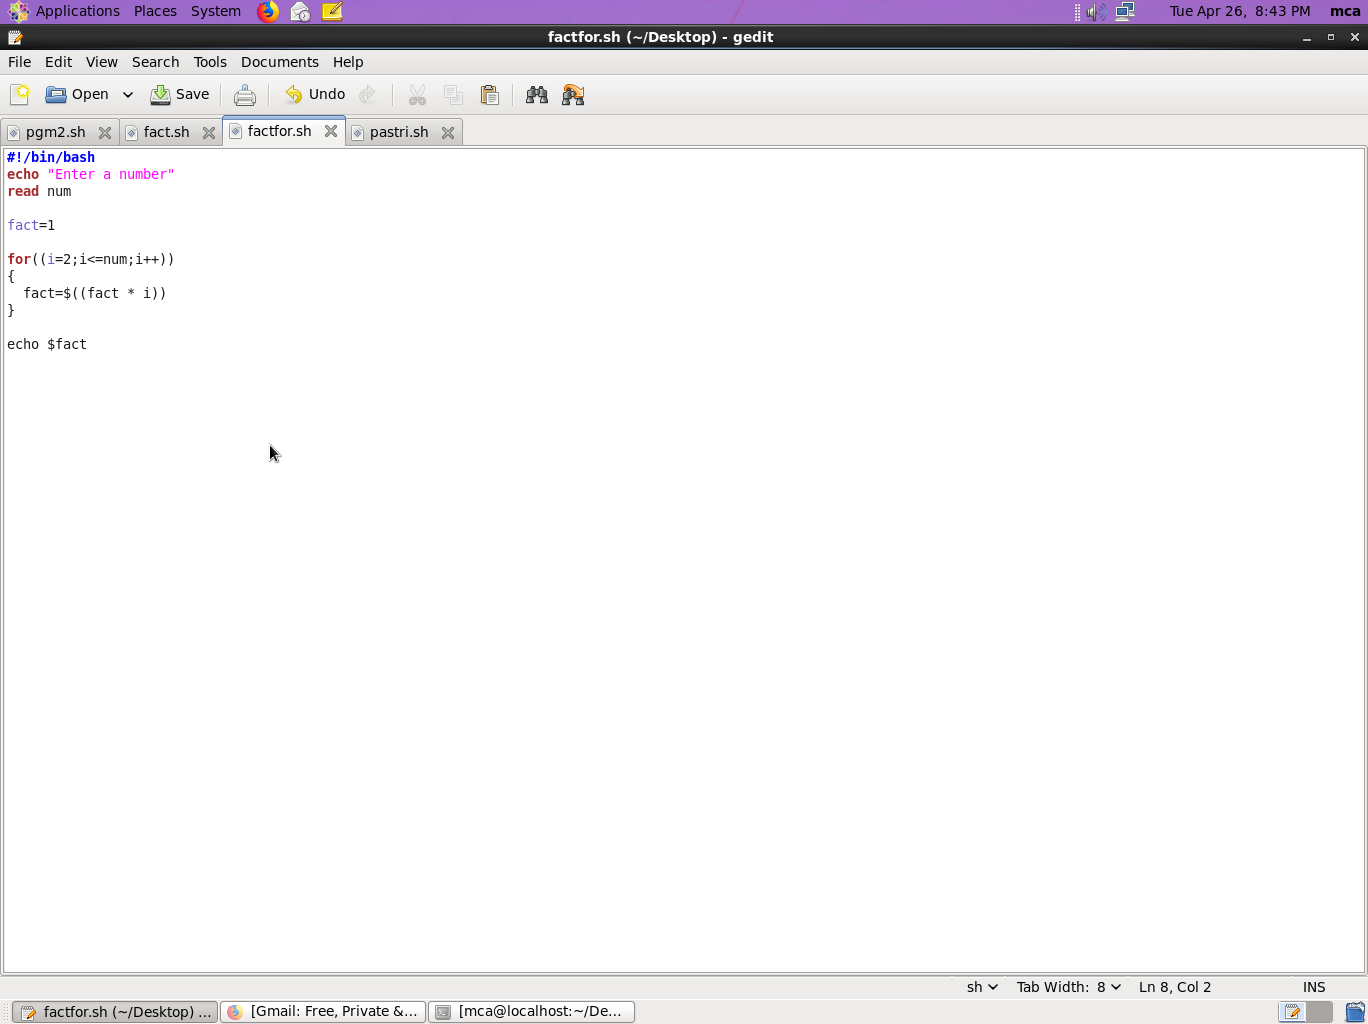 Applications Places System Tue Apr 26, 8:43 PM mca
factfor.sh (~/Desktop) - gedit
File Edit View Search Tools Documents Help
Open Save Undo
pgm2.sh fact.sh factfor.sh pastri.sh
#!/bin/bash
echo "Enter a number"
read num
fact=1
for((i=2;i<=num;i++))
{
  fact=$((fact * i))
}
echo $fact
sh Tab Width: 8 Ln 8, Col 2 INS
factfor.sh (~/Desktop) ... [Gmail: Free, Private &... [mca@localhost:~/De...